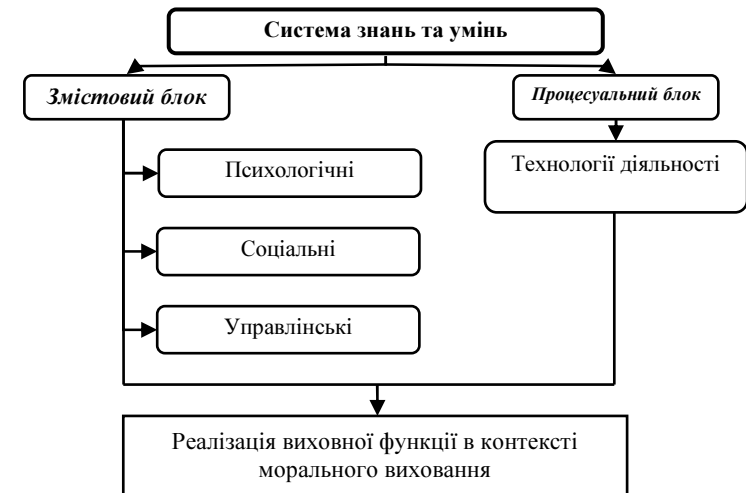 Система знань та умінь
Змістовий блок
Процесуальний блок
Технології діяльності
Психологічні
Соціальні
Управлінські
Реалізація виховної функції в контексті
морального виховання